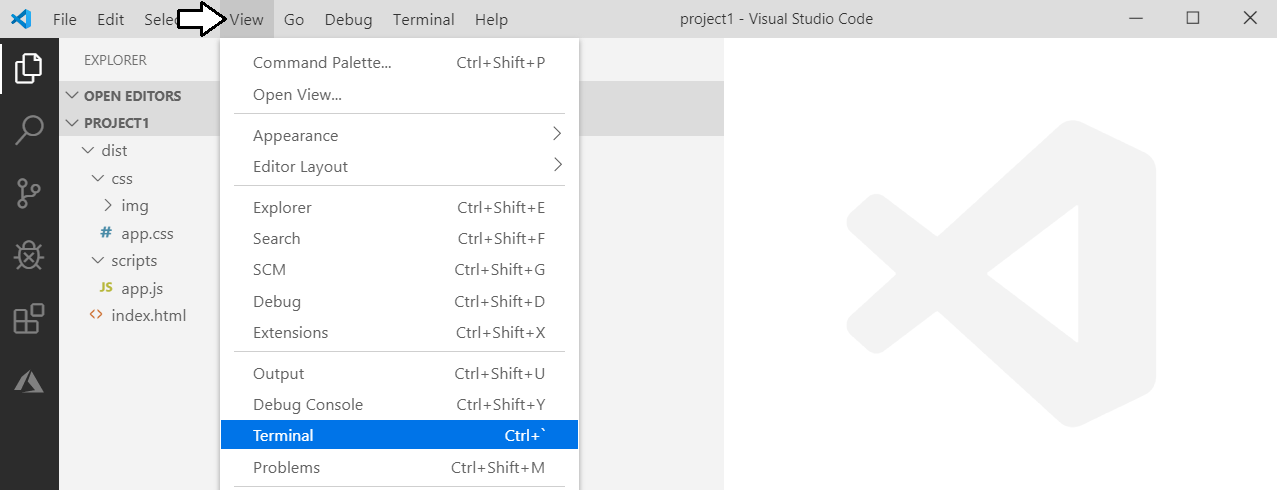 File Edit Selec View Go Debug Terminal Help project1 - Visual Studio Code
EXPLORER
OPEN EDITORS
PROJECT1
dist
css
img
# app.css
scripts
JS app.js
<> index.html
Command Palette... Ctrl+Shift+P
Open View...
Appearance
Editor Layout
Explorer Ctrl+Shift+E
Search Ctrl+Shift+F
SCM Ctrl+Shift+G
Debug Ctrl+Shift+D
Extensions Ctrl+Shift+X
Output Ctrl+Shift+U
Debug Console Ctrl+Shift+Y
Terminal Ctrl+`
Problems Ctrl+Shift+M